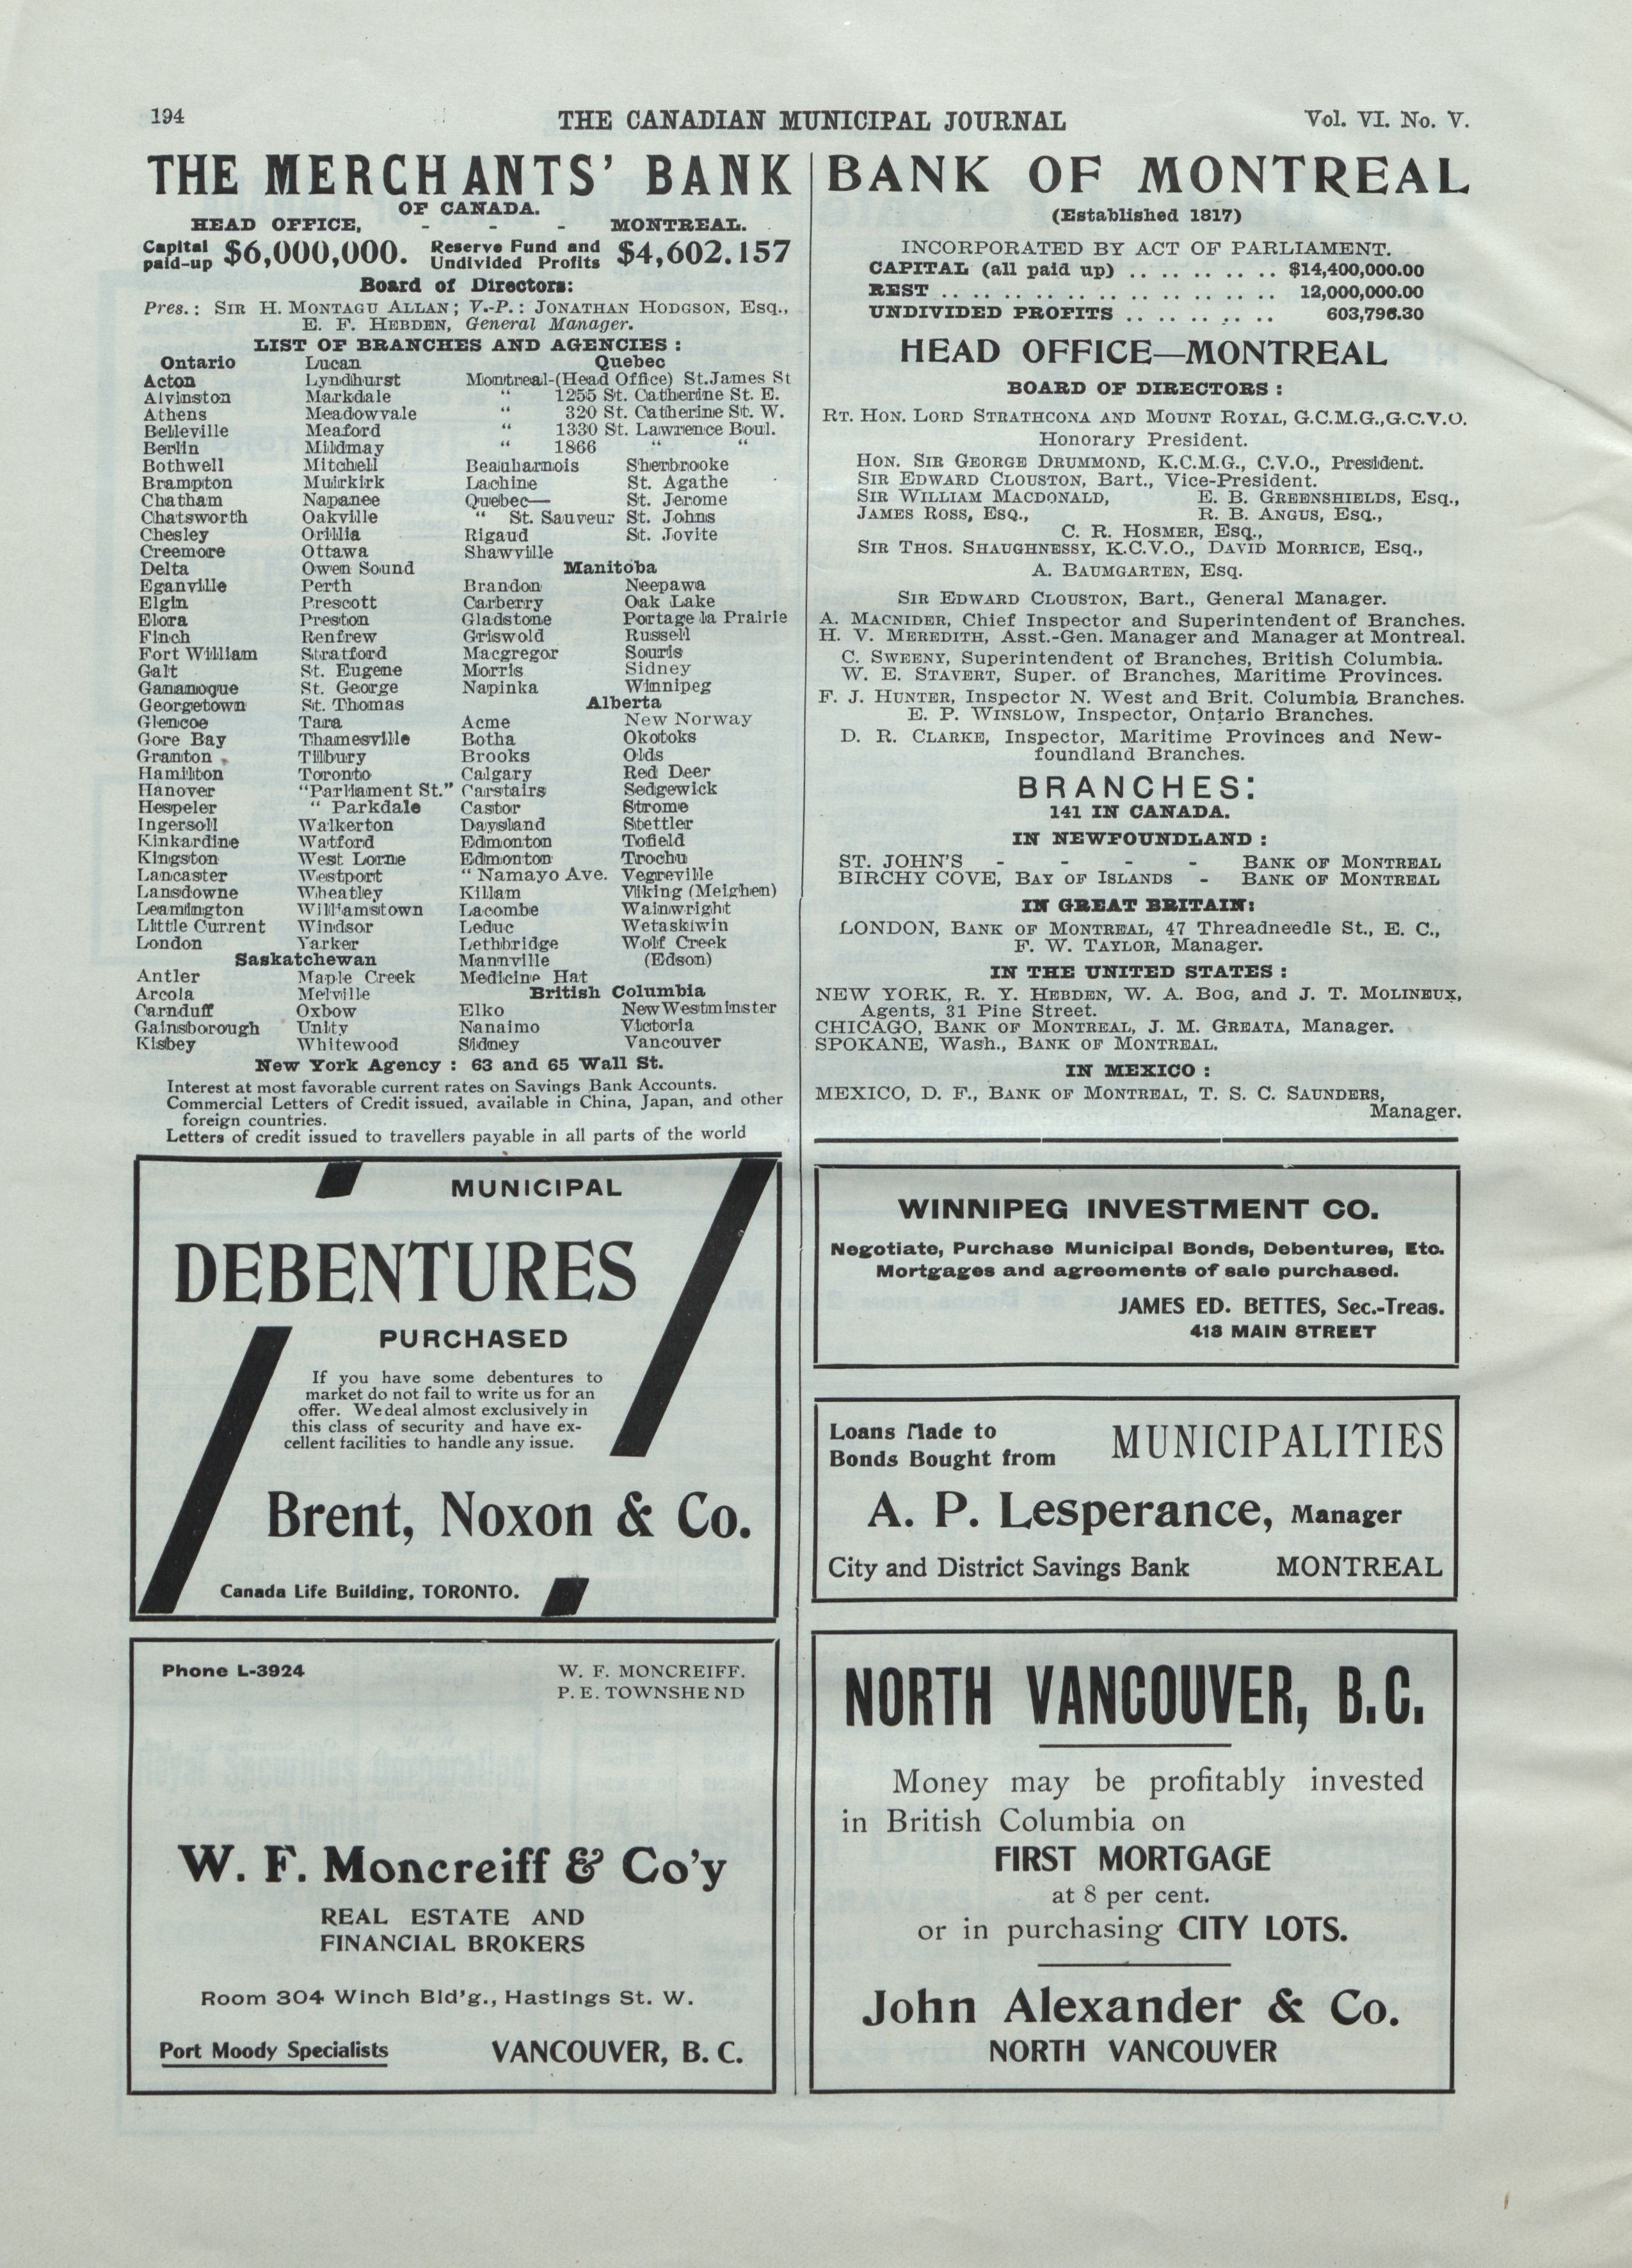 194
THE CANADIAN MUNICIPAL JOURNAL
Vol. VI. No. V.
THE MERCHANTS' BANK
OF CANADA.
HEAD OFFICE, - - - MONTREAL.
Capital paid-up $6,000,000. Reserve Fund and Undivided Profits $4,602.157
Board of Directors:
Pres.: SIR H. MONTAGU ALLAN; V.-P.: JONATHAN HODGSON, Esq.,
E. F. HEBDEN, General Manager.
LIST OF BRANCHES AND AGENCIES :
Ontario Lucan Quebec
Acton Lyndhurst Montreal-(Head Office) St.James St
Alvinston Markdale " 1255 St. Catherine St. E.
Athens Meadowvale " 320 St. Catherine St. W.
Belleville Meaford " 1330 St. Lawrence Boul.
Berlin Mildmay " 1866 " "
Bothwell Mitchell Beauharnois Sherbrooke
Brampton Muirkirk Lachine St. Agathe
Chatham Napanee Quebec— St. Jerome
Chatsworth Oakville " St. Sauveur St. Johns
Chesley Orillia Rigaud St. Jovite
Creemore Ottawa Shawville
Delta Owen Sound Manitoba
Eganville Perth Brandon Neepawa
Elgin Prescott Carberry Oak Lake
Elora Preston Gladstone Portage la Prairie
Finch Renfrew Griswold Russell
Fort William Stratford Macgregor Souris
Galt St. Eugene Morris Sidney
Gananoque St. George Napinka Winnipeg
Georgetown St. Thomas Alberta
Glencoe Tara Acme New Norway
Gore Bay Thamesville Botha Okotoks
Granton Tilbury Brooks Olds
Hamilton Toronto Calgary Red Deer
Hanover "Parliament St." Carstairs Sedgewick
Hespeler " Parkdale Castor Strome
Ingersoll Walkerton Daysland Stettler
Kinkardine Watford Edmonton Tofield
Kingston West Lorne Edmonton Trochu
Lancaster Westport " Namayo Ave. Vegreville
Lansdowne Wheatley Killam Viking (Meighen)
Leamington Williamstown Lacombe Wainwright
Little Current Windsor Leduc Wetaskiwin
London Yarker Lethbridge Wolf Creek
Saskatchewan Mannville (Edson)
Antler Maple Creek Medicine Hat
Arcola Melville British Columbia
Carnduff Oxbow Elko New Westminster
Gainsborough Unity Nanaimo Victoria
Kisbey Whitewood Sidney Vancouver
New York Agency : 63 and 65 Wall St.
Interest at most favorable current rates on Savings Bank Accounts.
Commercial Letters of Credit issued, available in China, Japan, and other
foreign countries.
Letters of credit issued to travellers payable in all parts of the world
BANK OF MONTREAL
(Established 1817)
INCORPORATED BY ACT OF PARLIAMENT.
CAPITAL (all paid up) .. .. .. .. .. $14,400,000.00
REST .. .. .. .. .. .. .. .. .. .. .. .. 12,000,000.00
UNDIVIDED PROFITS .. .. .. .. .. 603,796.30
HEAD OFFICE—MONTREAL
BOARD OF DIRECTORS :
RT. HON. LORD STRATHCONA AND MOUNT ROYAL, G.C.M.G.,G.C.V.O.
Honorary President.
HON. SIR GEORGE DRUMMOND, K.C.M.G., C.V.O., President.
SIR EDWARD CLOUSTON, Bart., Vice-President.
SIR WILLIAM MACDONALD, E. B. GREENSHIELDS, Esq.,
JAMES ROSS, ESQ., R. B. ANGUS, Esq.,
C. R. HOSMER, Esq.,
SIR THOS. SHAUGHNESSY, K.C.V.O., DAVID MORRICE, Esq.,
A. BAUMGARTEN, Esq.
SIR EDWARD CLOUSTON, Bart., General Manager.
A. MACNIDER, Chief Inspector and Superintendent of Branches.
H. V. MEREDITH, Asst.-Gen. Manager and Manager at Montreal.
C. SWEENY, Superintendent of Branches, British Columbia.
W. E. STAVERT, Super. of Branches, Maritime Provinces.
F. J. HUNTER, Inspector N. West and Brit. Columbia Branches.
E. P. WINSLOW, Inspector, Ontario Branches.
D. R. CLARKE, Inspector, Maritime Provinces and New-
foundland Branches.
BRANCHES:
141 IN CANADA.
IN NEWFOUNDLAND :
ST. JOHN'S - - - - BANK OF MONTREAL
BIRCHY COVE, BAY OF ISLANDS - BANK OF MONTREAL
IN GREAT BRITAIN:
LONDON, BANK OF MONTREAL, 47 Threadneedle St., E. C.,
F. W. TAYLOR, Manager.
IN THE UNITED STATES :
NEW YORK, R. Y. HEBDEN, W. A. BOG, and J. T. MOLINEUX,
Agents, 31 Pine Street.
CHICAGO, BANK OF MONTREAL, J. M. GREATA, Manager.
SPOKANE, Wash., BANK OF MONTREAL.
IN MEXICO :
MEXICO, D. F., BANK OF MONTREAL, T. S. C. SAUNDERS,
Manager.
MUNICIPAL
DEBENTURES
PURCHASED
If you have some debentures to
market do not fail to write us for an
offer. We deal almost exclusively in
this class of security and have ex-
cellent facilities to handle any issue.
Brent, Noxon & Co.
Canada Life Building, TORONTO.
WINNIPEG INVESTMENT CO.
Negotiate, Purchase Municipal Bonds, Debentures, Etc.
Mortgages and agreements of sale purchased.
JAMES ED. BETTES, Sec.-Treas.
413 MAIN STREET
Loans Made to
Bonds Bought from MUNICIPALITIES
A. P. Lesperance, Manager
City and District Savings Bank MONTREAL
Phone L-3924 W. F. MONCREIFF.
P. E. TOWNSHEND
W. F. Moncreiff & Co'y
REAL ESTATE AND
FINANCIAL BROKERS
Room 304 Winch Bld'g., Hastings St. W.
Port Moody Specialists VANCOUVER, B. C.
NORTH VANCOUVER, B.C.
Money may be profitably invested
in British Columbia on
FIRST MORTGAGE
at 8 per cent.
or in purchasing CITY LOTS.
John Alexander & Co.
NORTH VANCOUVER